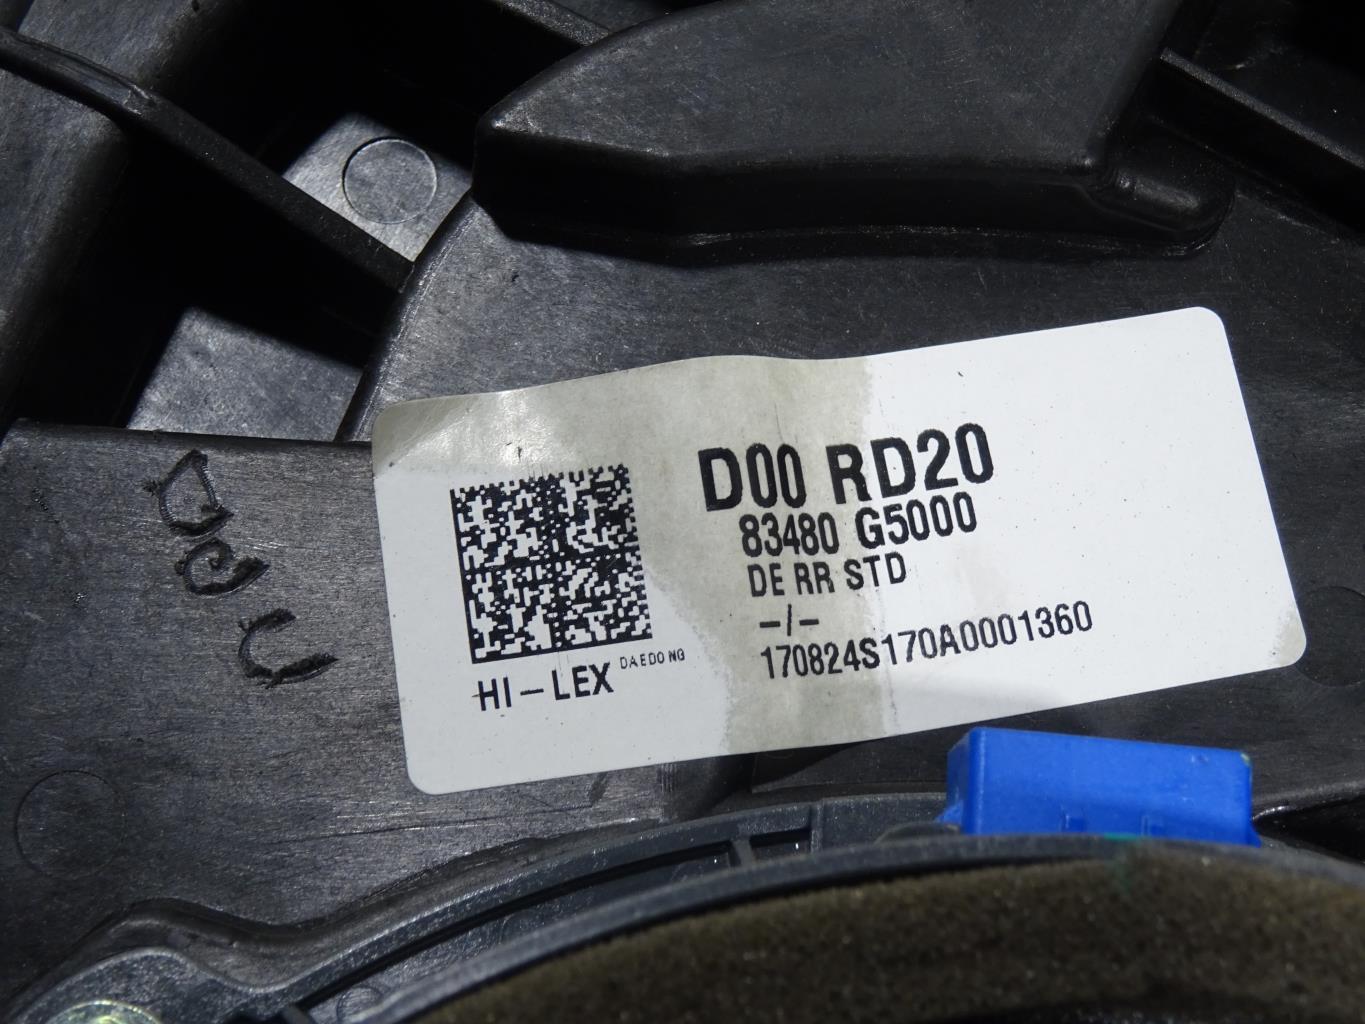 D00 RD20
83480 G5000
DE RR STD
-/-
170824S170A0001360
HI-LEX DAEDONG